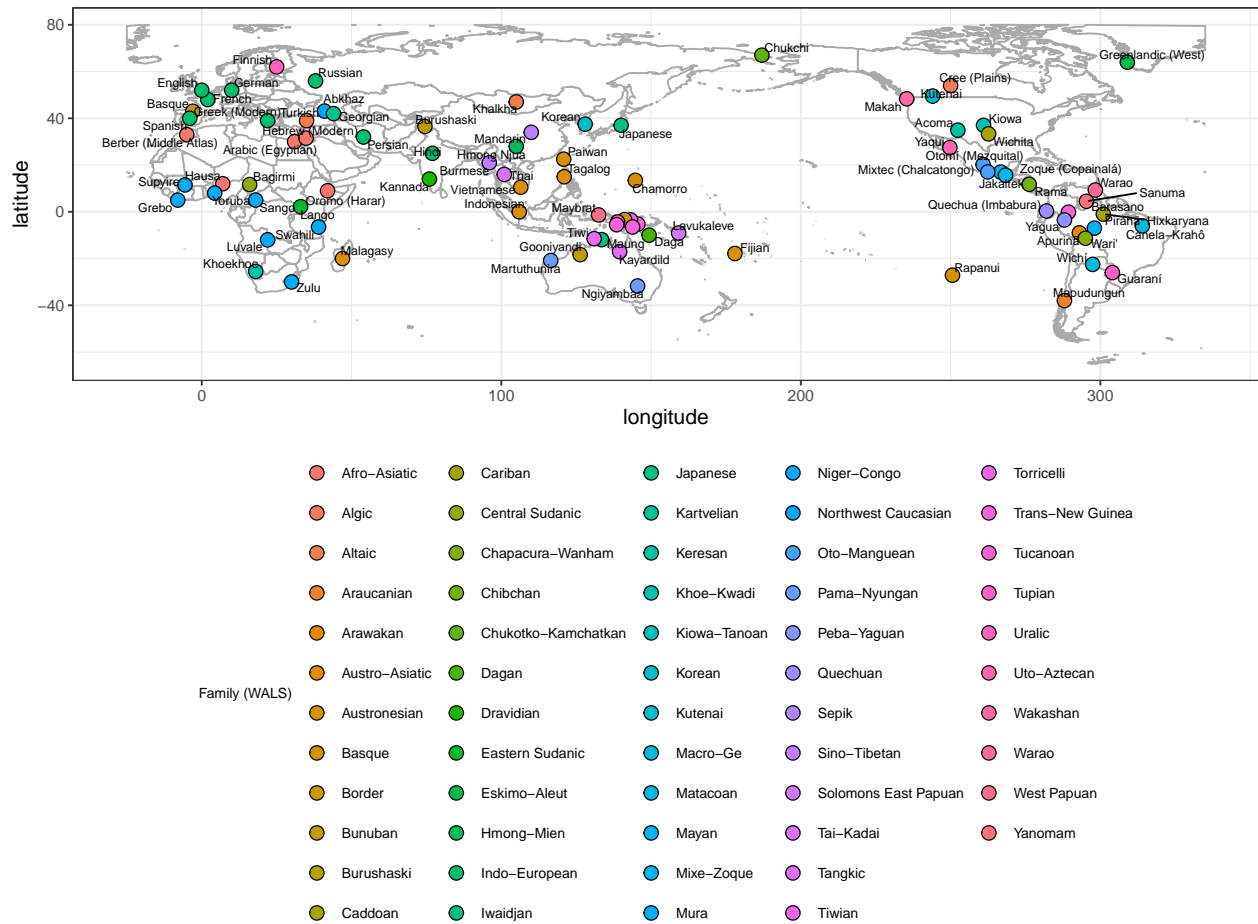 80
40
0
−40
latitude
0
100
200
300
longitude
Finnish
Russian
English
German
French
Basque
Greek (Modern)
Turkish
Abkhaz
Georgian
Spanish
Hebrew (Modern)
Berber (Middle Atlas)
Arabic (Egyptian)
Persian
Supyire
Hausa
Bagirmi
Oromo (Harar)
Grebo
Yoruba
Sango
Lango
Swahili
Luvale
Malagasy
Khoekhoe
Zulu
Khalkha
Burushaski
Korean
Mandarin
Japanese
Hindi
Hmong Njua
Paiwan
Kannada
Burmese
Thai
Tagalog
Vietnamese
Chamorro
Indonesian
Maybrat
Lavukaleve
Tiwi
Maung
Daga
Gooniyandi
Kayardild
Fijian
Martuthunira
Ngiyambaa
Chukchi
Greenlandic (West)
Cree (Plains)
Kutenai
Makah
Acoma
Kiowa
Wichita
Yaqui
Otomí (Mezquital)
Mixtec (Chalcatongo)
Zoque (Copainalá)
Jakaltek
Rama
Warao
Sanuma
Quechua (Imbabura)
Barasano
Hixkaryana
Yagua
Pirahã
Canela−Krahô
Apurinã
Wari'
Rapanui
Wichí
Guaraní
Mapudungun
Family (WALS)
Afro−Asiatic
Algic
Altaic
Araucanian
Arawakan
Austro−Asiatic
Austronesian
Basque
Border
Bunuban
Burushaski
Caddoan
Cariban
Central Sudanic
Chapacura−Wanham
Chibchan
Chukotko−Kamchatkan
Dagan
Dravidian
Eastern Sudanic
Eskimo−Aleut
Hmong−Mien
Indo−European
Iwaidjan
Japanese
Kartvelian
Keresan
Khoe−Kwadi
Kiowa−Tanoan
Korean
Kutenai
Macro−Ge
Matacoan
Mayan
Mixe−Zoque
Mura
Niger−Congo
Northwest Caucasian
Oto−Manguean
Pama−Nyungan
Peba−Yaguan
Quechuan
Sepik
Sino−Tibetan
Solomons East Papuan
Tai−Kadai
Tangkic
Tiwian
Torricelli
Trans−New Guinea
Tucanoan
Tupian
Uralic
Uto−Aztecan
Wakashan
Warao
West Papuan
Yanomam